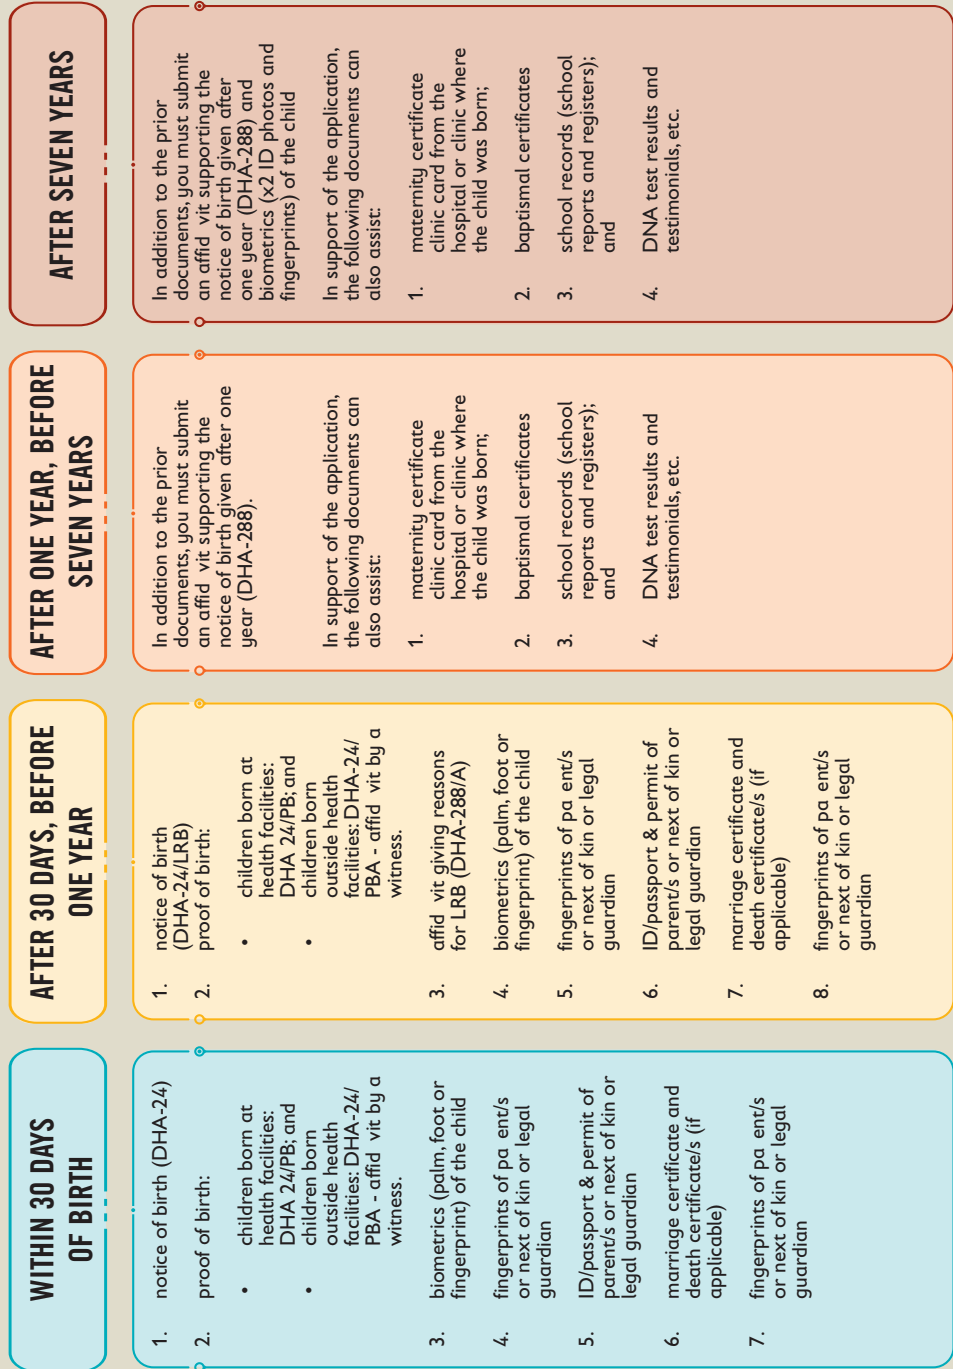 WITHIN 30 DAYS
OF BIRTH
1. notice of birth (DHA-24)
2. proof of birth:
• children born at
health facilities:
DHA 24/PB; and
• children born
outside health
facilities: DHA-24/
PBA - affid vit by a
witness.
3. biometrics (palm, foot or
fingerprint) of the child
4. fingerprints of pa ent/s
or next of kin or legal
guardian
5. ID/passport & permit of
parent/s or next of kin or
legal guardian
6. marriage certificate and
death certificate/s (if
applicable)
7. fingerprints of pa ent/s
or next of kin or legal
guardian
AFTER 30 DAYS, BEFORE
ONE YEAR
1. notice of birth
(DHA-24/LRB)
2. proof of birth:
• children born at
health facilities:
DHA 24/PB; and
• children born
outside health
facilities: DHA-24/
PBA - affid vit by a
witness.
3. affid vit giving reasons
for LRB (DHA-288/A)
4. biometrics (palm, foot or
fingerprint) of the child
5. fingerprints of pa ent/s
or next of kin or legal
guardian
6. ID/passport & permit of
parent/s or next of kin or
legal guardian
7. marriage certificate and
death certificate/s (if
applicable)
8. fingerprints of pa ent/s
or next of kin or legal
guardian
AFTER ONE YEAR, BEFORE
SEVEN YEARS
In addition to the prior
documents, you must submit
an affid vit supporting the
notice of birth given after one
year (DHA-288).
In support of the application,
the following documents can
also assist:
1. maternity certificate
clinic card from the
hospital or clinic where
the child was born;
2. baptismal certificates
3. school records (school
reports and registers);
and
4. DNA test results and
testimonials, etc.
AFTER SEVEN YEARS
In addition to the prior
documents, you must submit
an affid vit supporting the
notice of birth given after
one year (DHA-288) and
biometrics (x2 ID photos and
fingerprints) of the child
In support of the application,
the following documents can
also assist:
1. maternity certificate
clinic card from the
hospital or clinic where
the child was born;
2. baptismal certificates
3. school records (school
reports and registers);
and
4. DNA test results and
testimonials, etc.